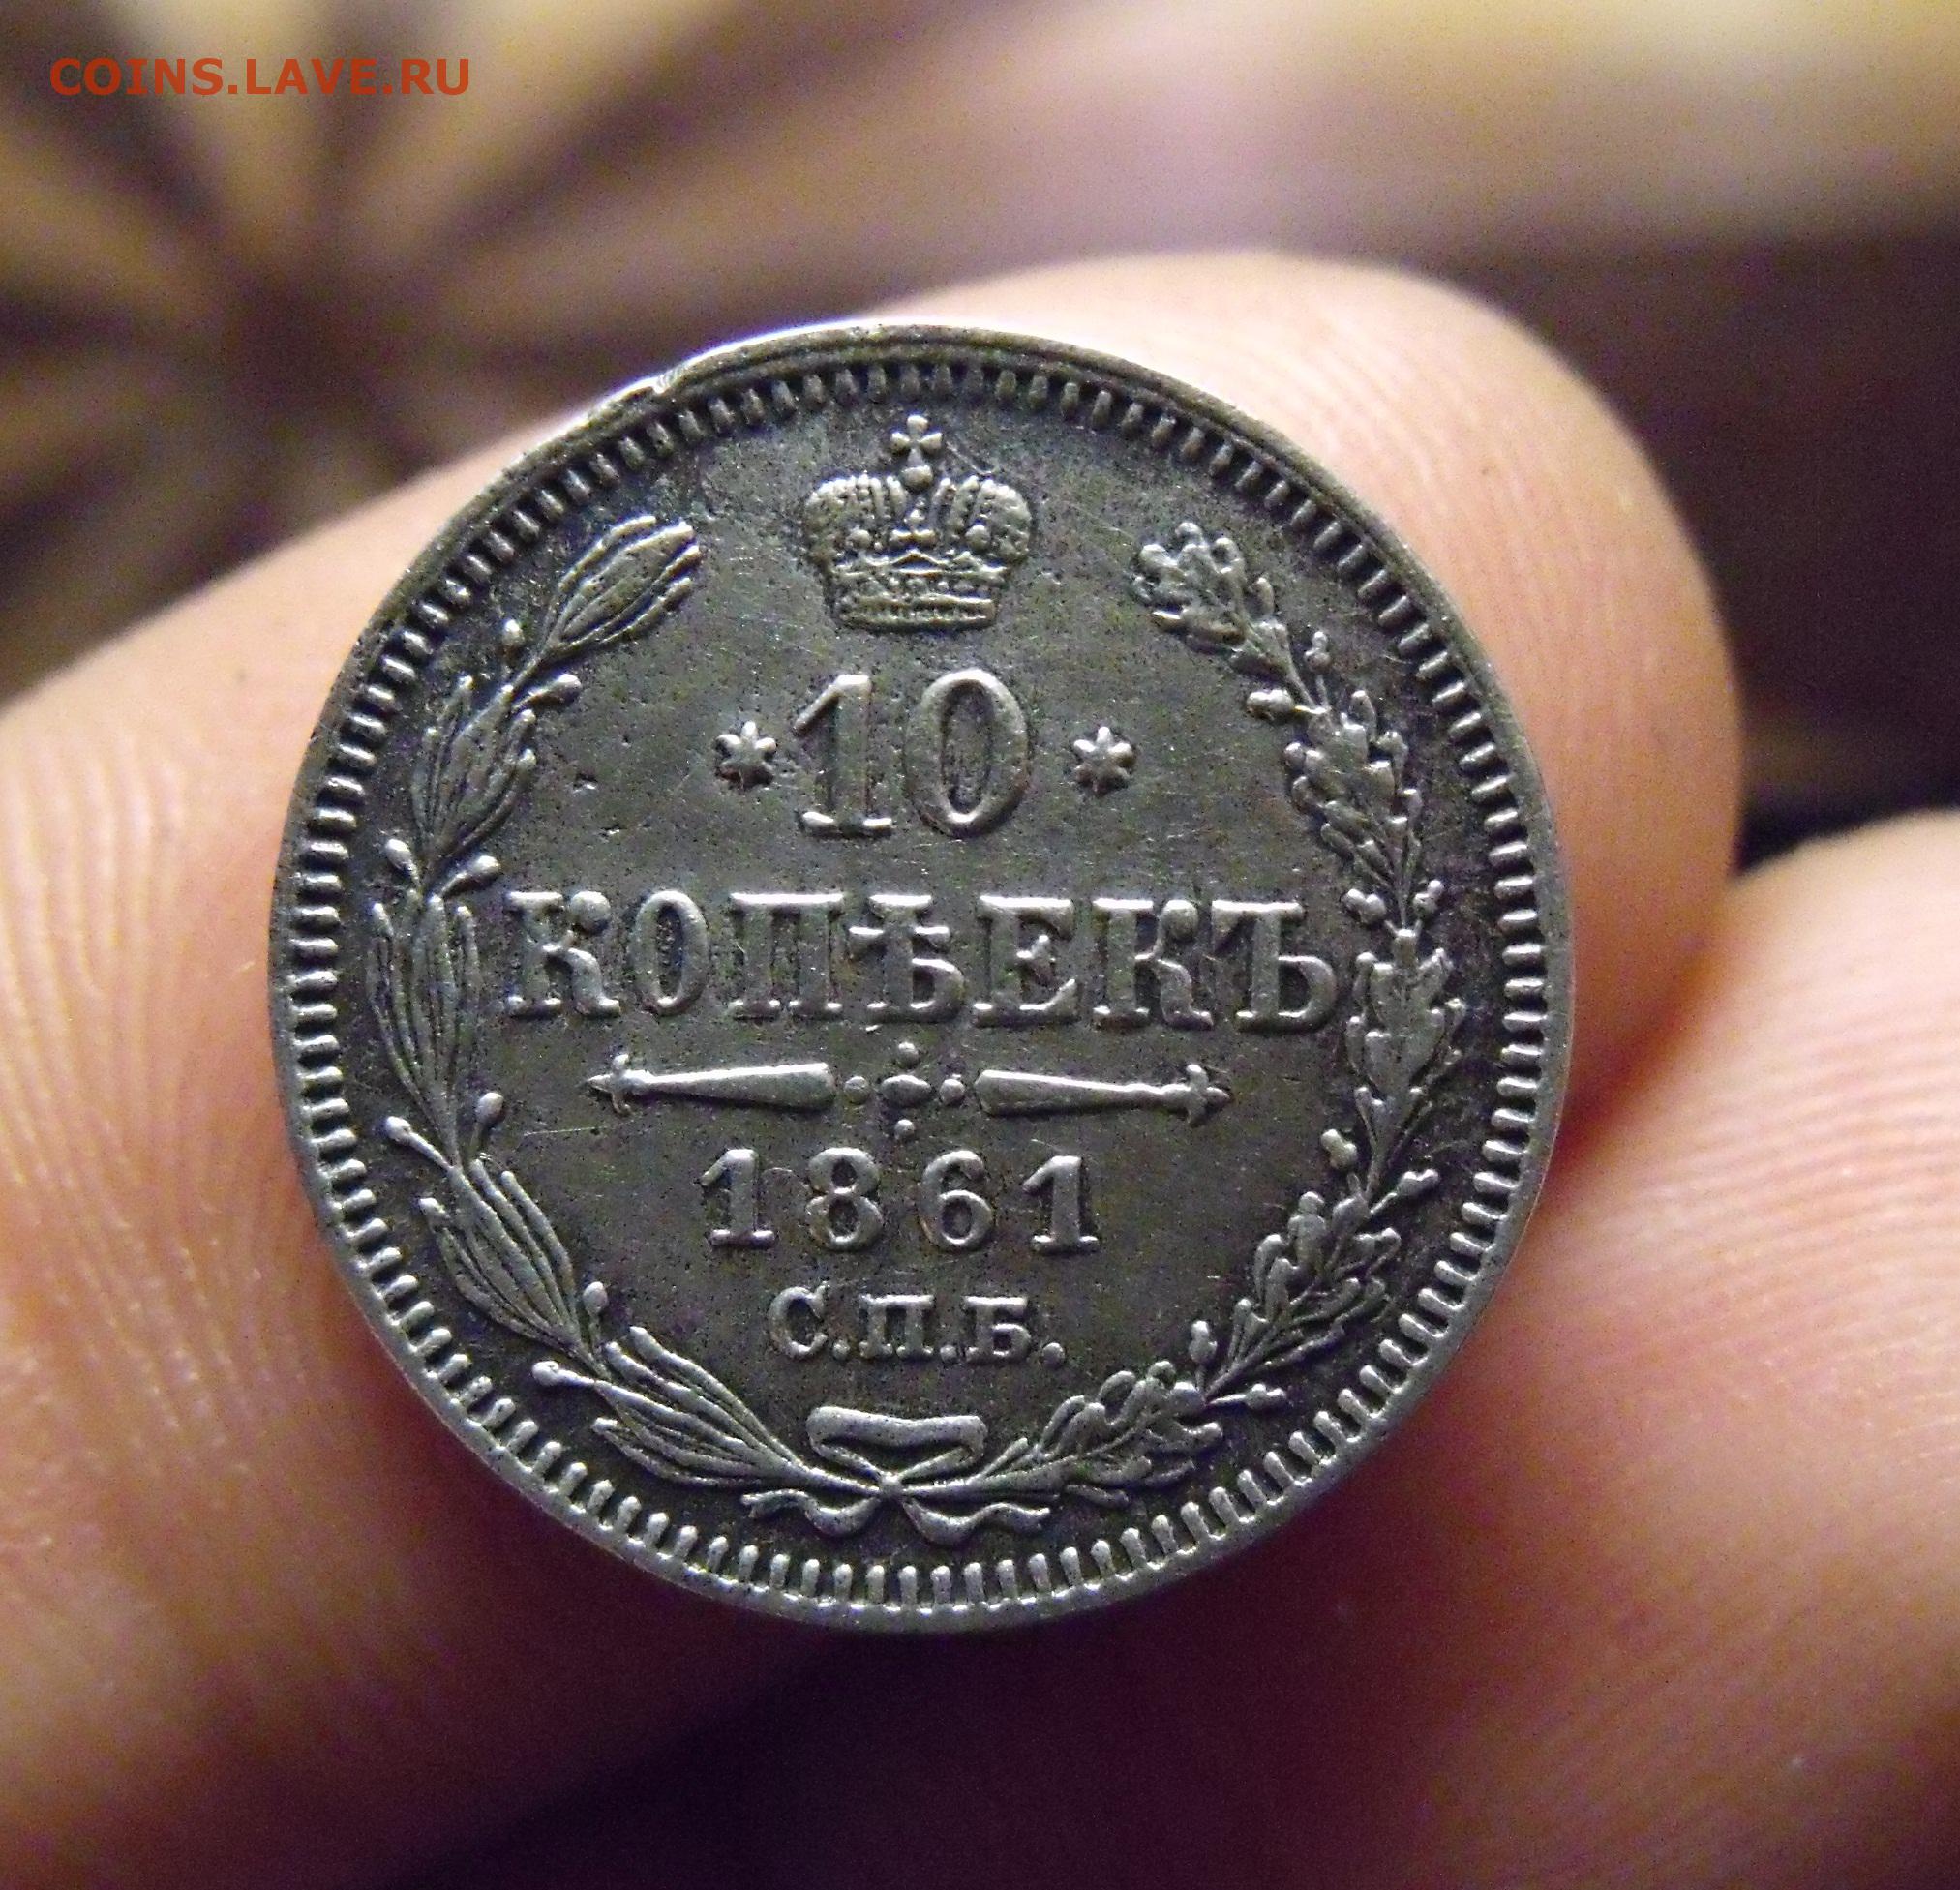 COINS.LAVE.RU
* 10 *
КОПѢЕКЪ
1861
С.П.Б.